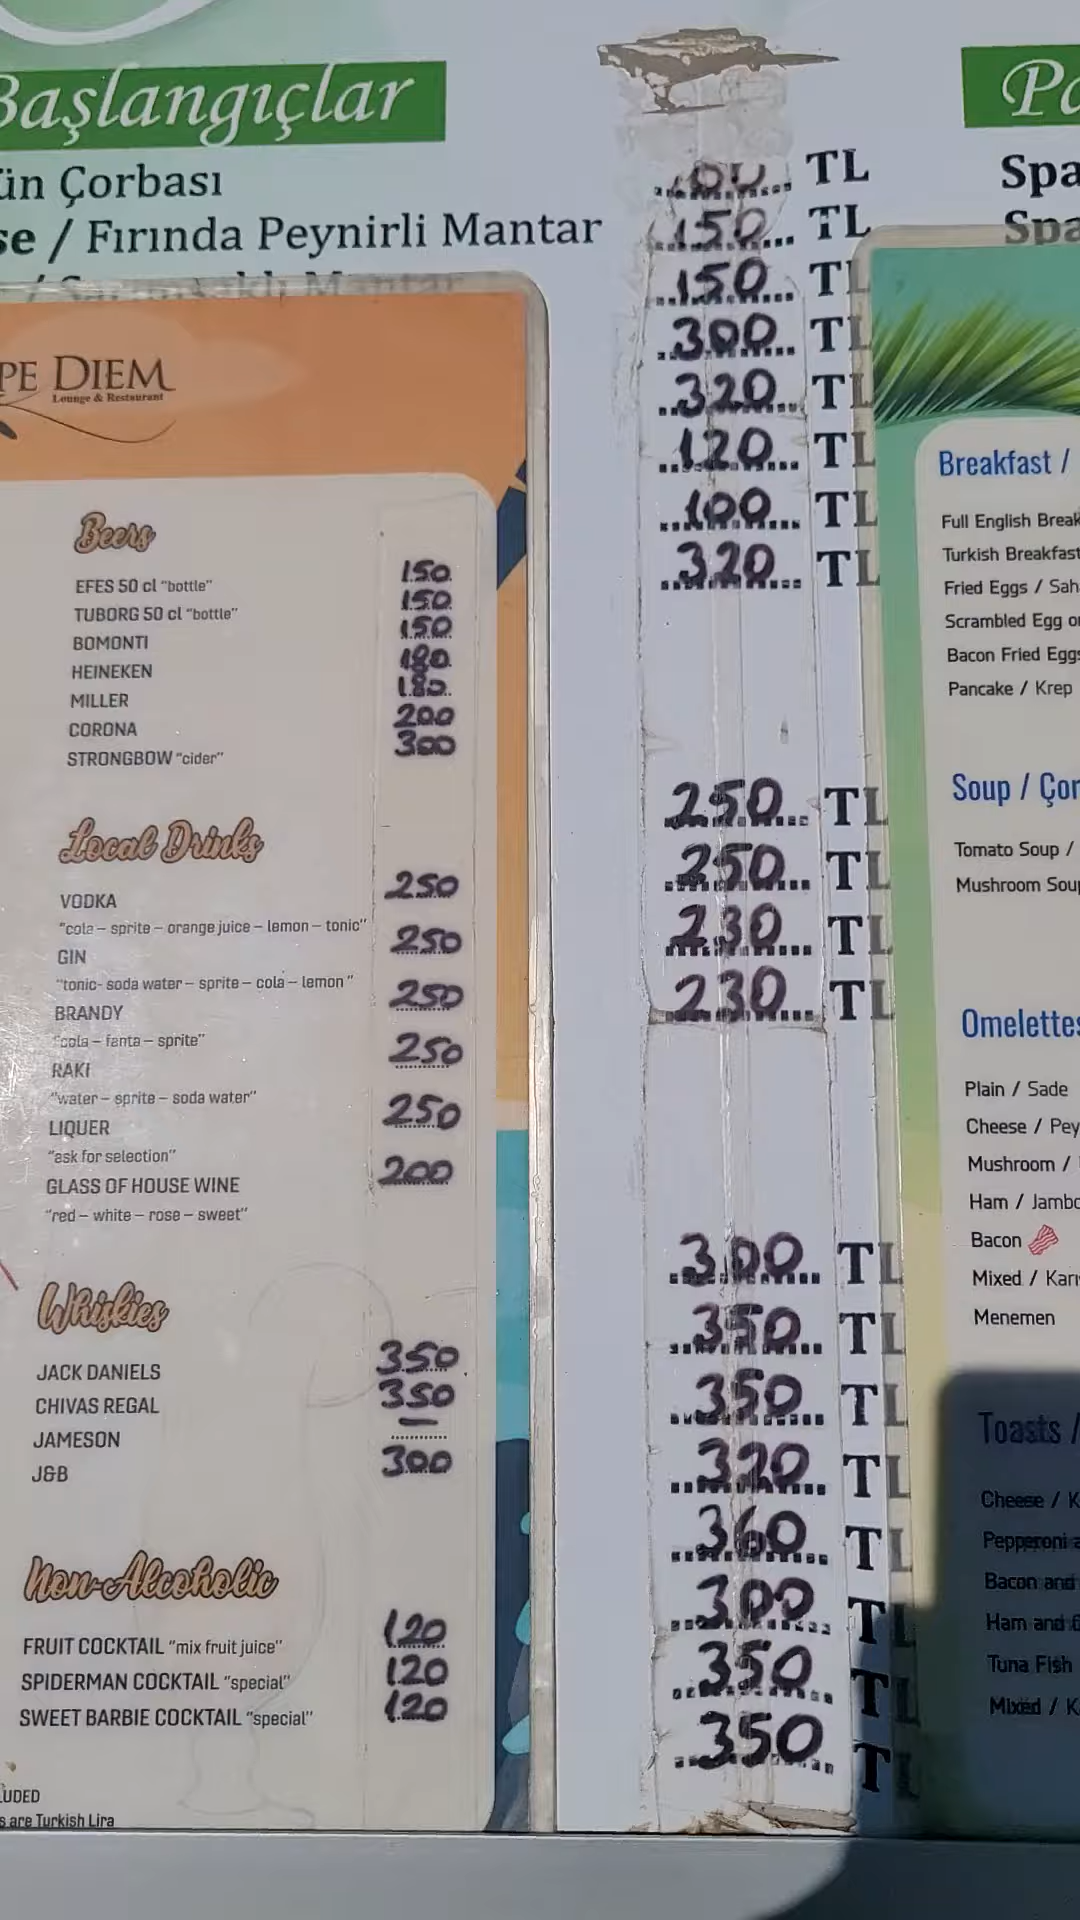 Başlangıçlar
ün Çorbası
100 TL
se / Fırında Peynirli Mantar
150 TL
/ Sarımsaklı Mantar
150 TL
300 TL
320 TL
120 TL
100 TL
320 TL
250 TL
250 TL
230 TL
230 TL
300 TL
350 TL
350 TL
320 TL
360 TL
300 TL
350 TL
350 TL
PE DIEM
Lounge & Restaurant
Beers
EFES 50 cl "bottle" 150
TUBORG 50 cl "bottle" 150
BOMONTI 150
HEINEKEN 180
MILLER 180
CORONA 200
STRONGBOW "cider" 300
Local Drinks
VODKA 250
"cola – sprite – orange juice – lemon – tonic"
GIN 250
"tonic- soda water – sprite – cola – lemon"
BRANDY 250
"cola – fanta – sprite"
RAKI 250
"water – sprite – soda water"
LIQUER 250
"ask for selection"
GLASS OF HOUSE WINE 200
"red – white – rose – sweet"
Whiskies
JACK DANIELS 350
CHIVAS REGAL 350
JAMESON –
J&B 300
Non-Alcoholic
FRUIT COCKTAIL "mix fruit juice" 120
SPIDERMAN COCKTAIL "special" 120
SWEET BARBIE COCKTAIL "special" 120
LUDED
s are Turkish Lira
Pa
Spa
Spa
Breakfast /
Full English Break
Turkish Breakfast
Fried Eggs / Sah
Scrambled Egg o
Bacon Fried Eggs
Pancake / Krep
Soup / Çor
Tomato Soup /
Mushroom Soup
Omelettes
Plain / Sade
Cheese / Pey
Mushroom /
Ham / Jambo
Bacon
Mixed / Karı
Menemen
Toasts /
Cheese / K
Pepperoni a
Bacon and
Ham and
Tuna Fish
Mixed / K